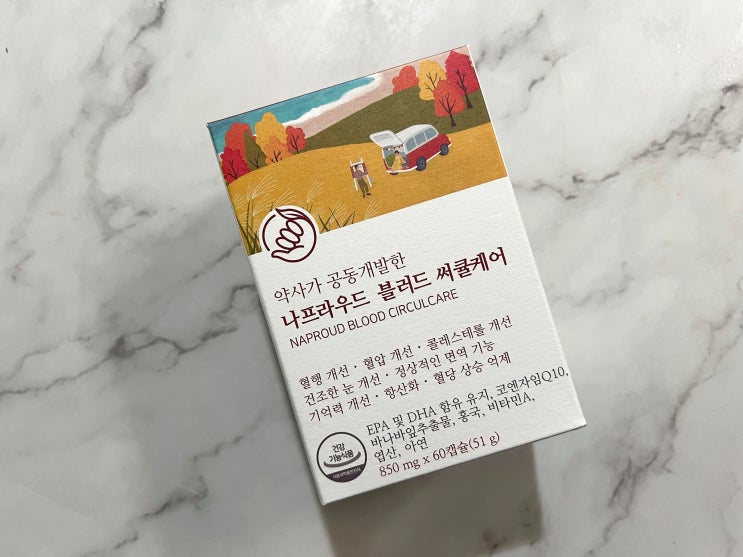 약사가 공동개발한
나프라우드 블러드 써큘케어
NAPROUD BLOOD CIRCULCARE
혈행 개선 · 혈압 개선 · 콜레스테롤 개선
건조한 눈 개선 · 정상적인 면역 기능
기억력 개선 · 항산화 · 혈당 상승 억제
EPA 및 DHA 함유 유지, 코엔자임Q10,
바나바잎추출물, 홍국, 비타민A,
엽산, 아연
850 mg x 60캡슐(51 g)
건강
기능식품